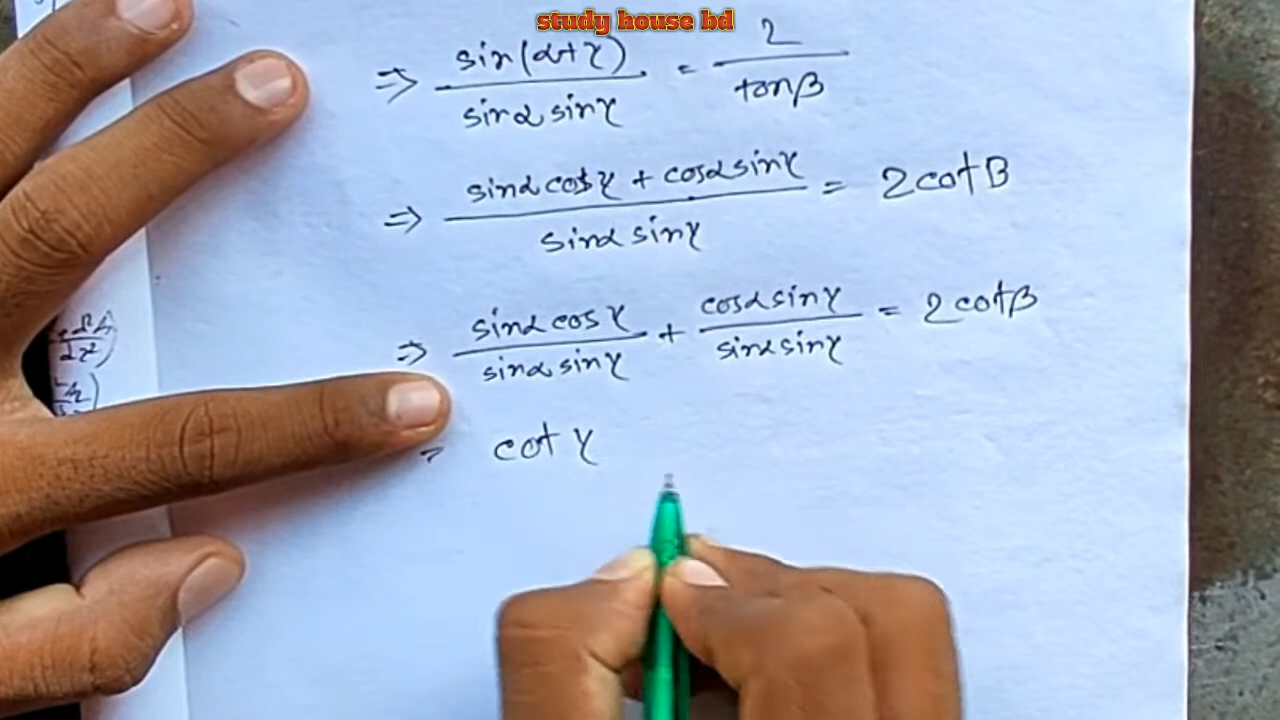 study house bd
⇒ sin(α+γ) / sinα sinγ = 2 / tanβ
⇒ sinα cosγ + cosα sinγ / sinα sinγ = 2cotβ
⇒ sinα cosγ / sinα sinγ + cosα sinγ / sinα sinγ = 2cotβ
= cot γ